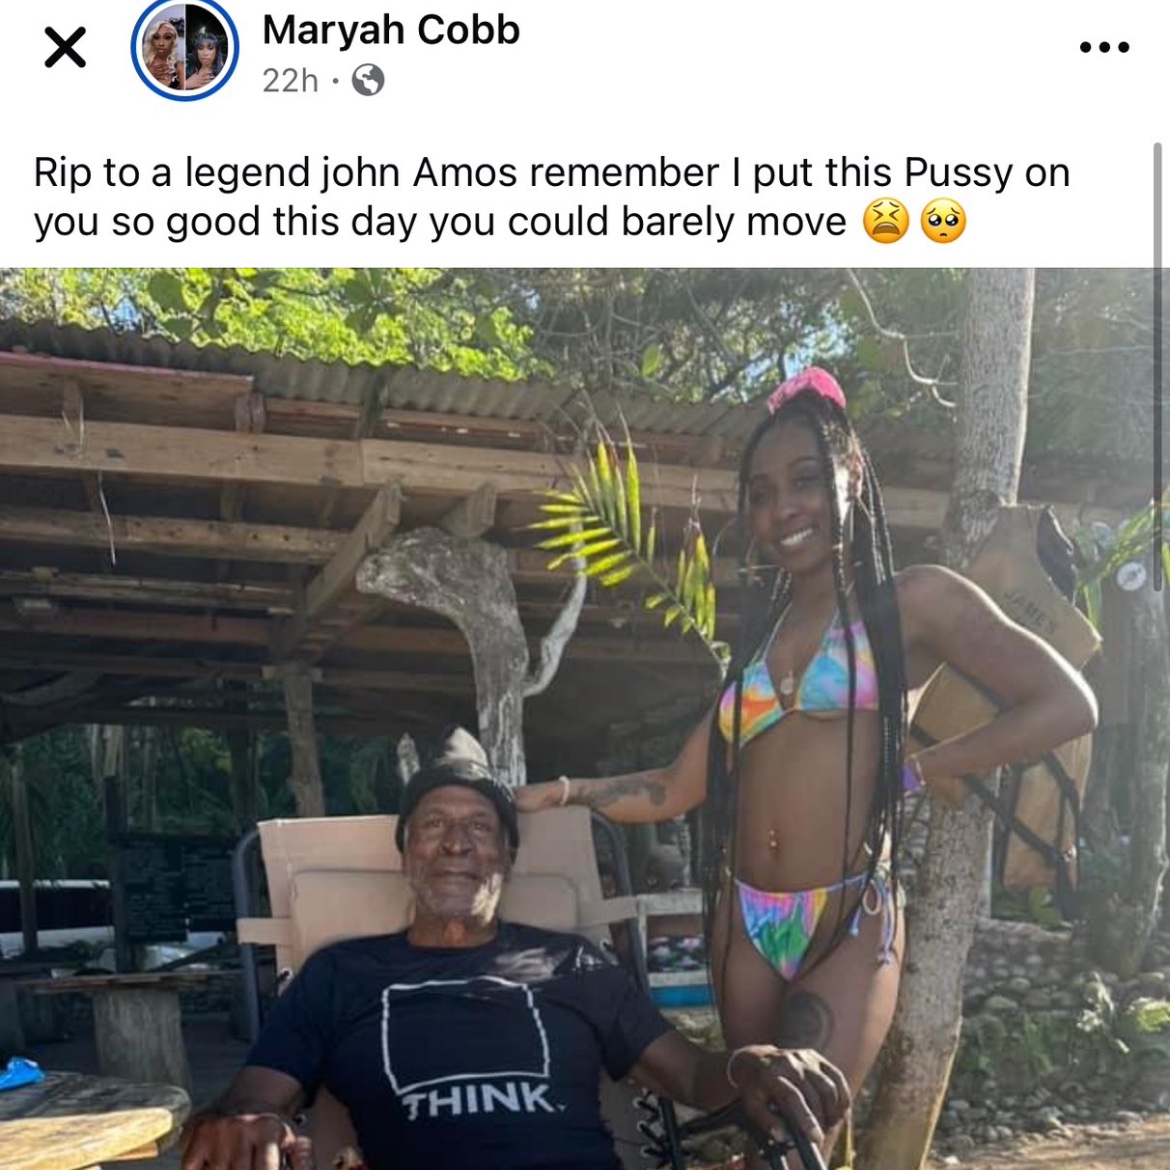 Maryah Cobb
22h ·
Rip to a legend john Amos remember I put this Pussy on
you so good this day you could barely move 😫🥺
JAMES
THINK.